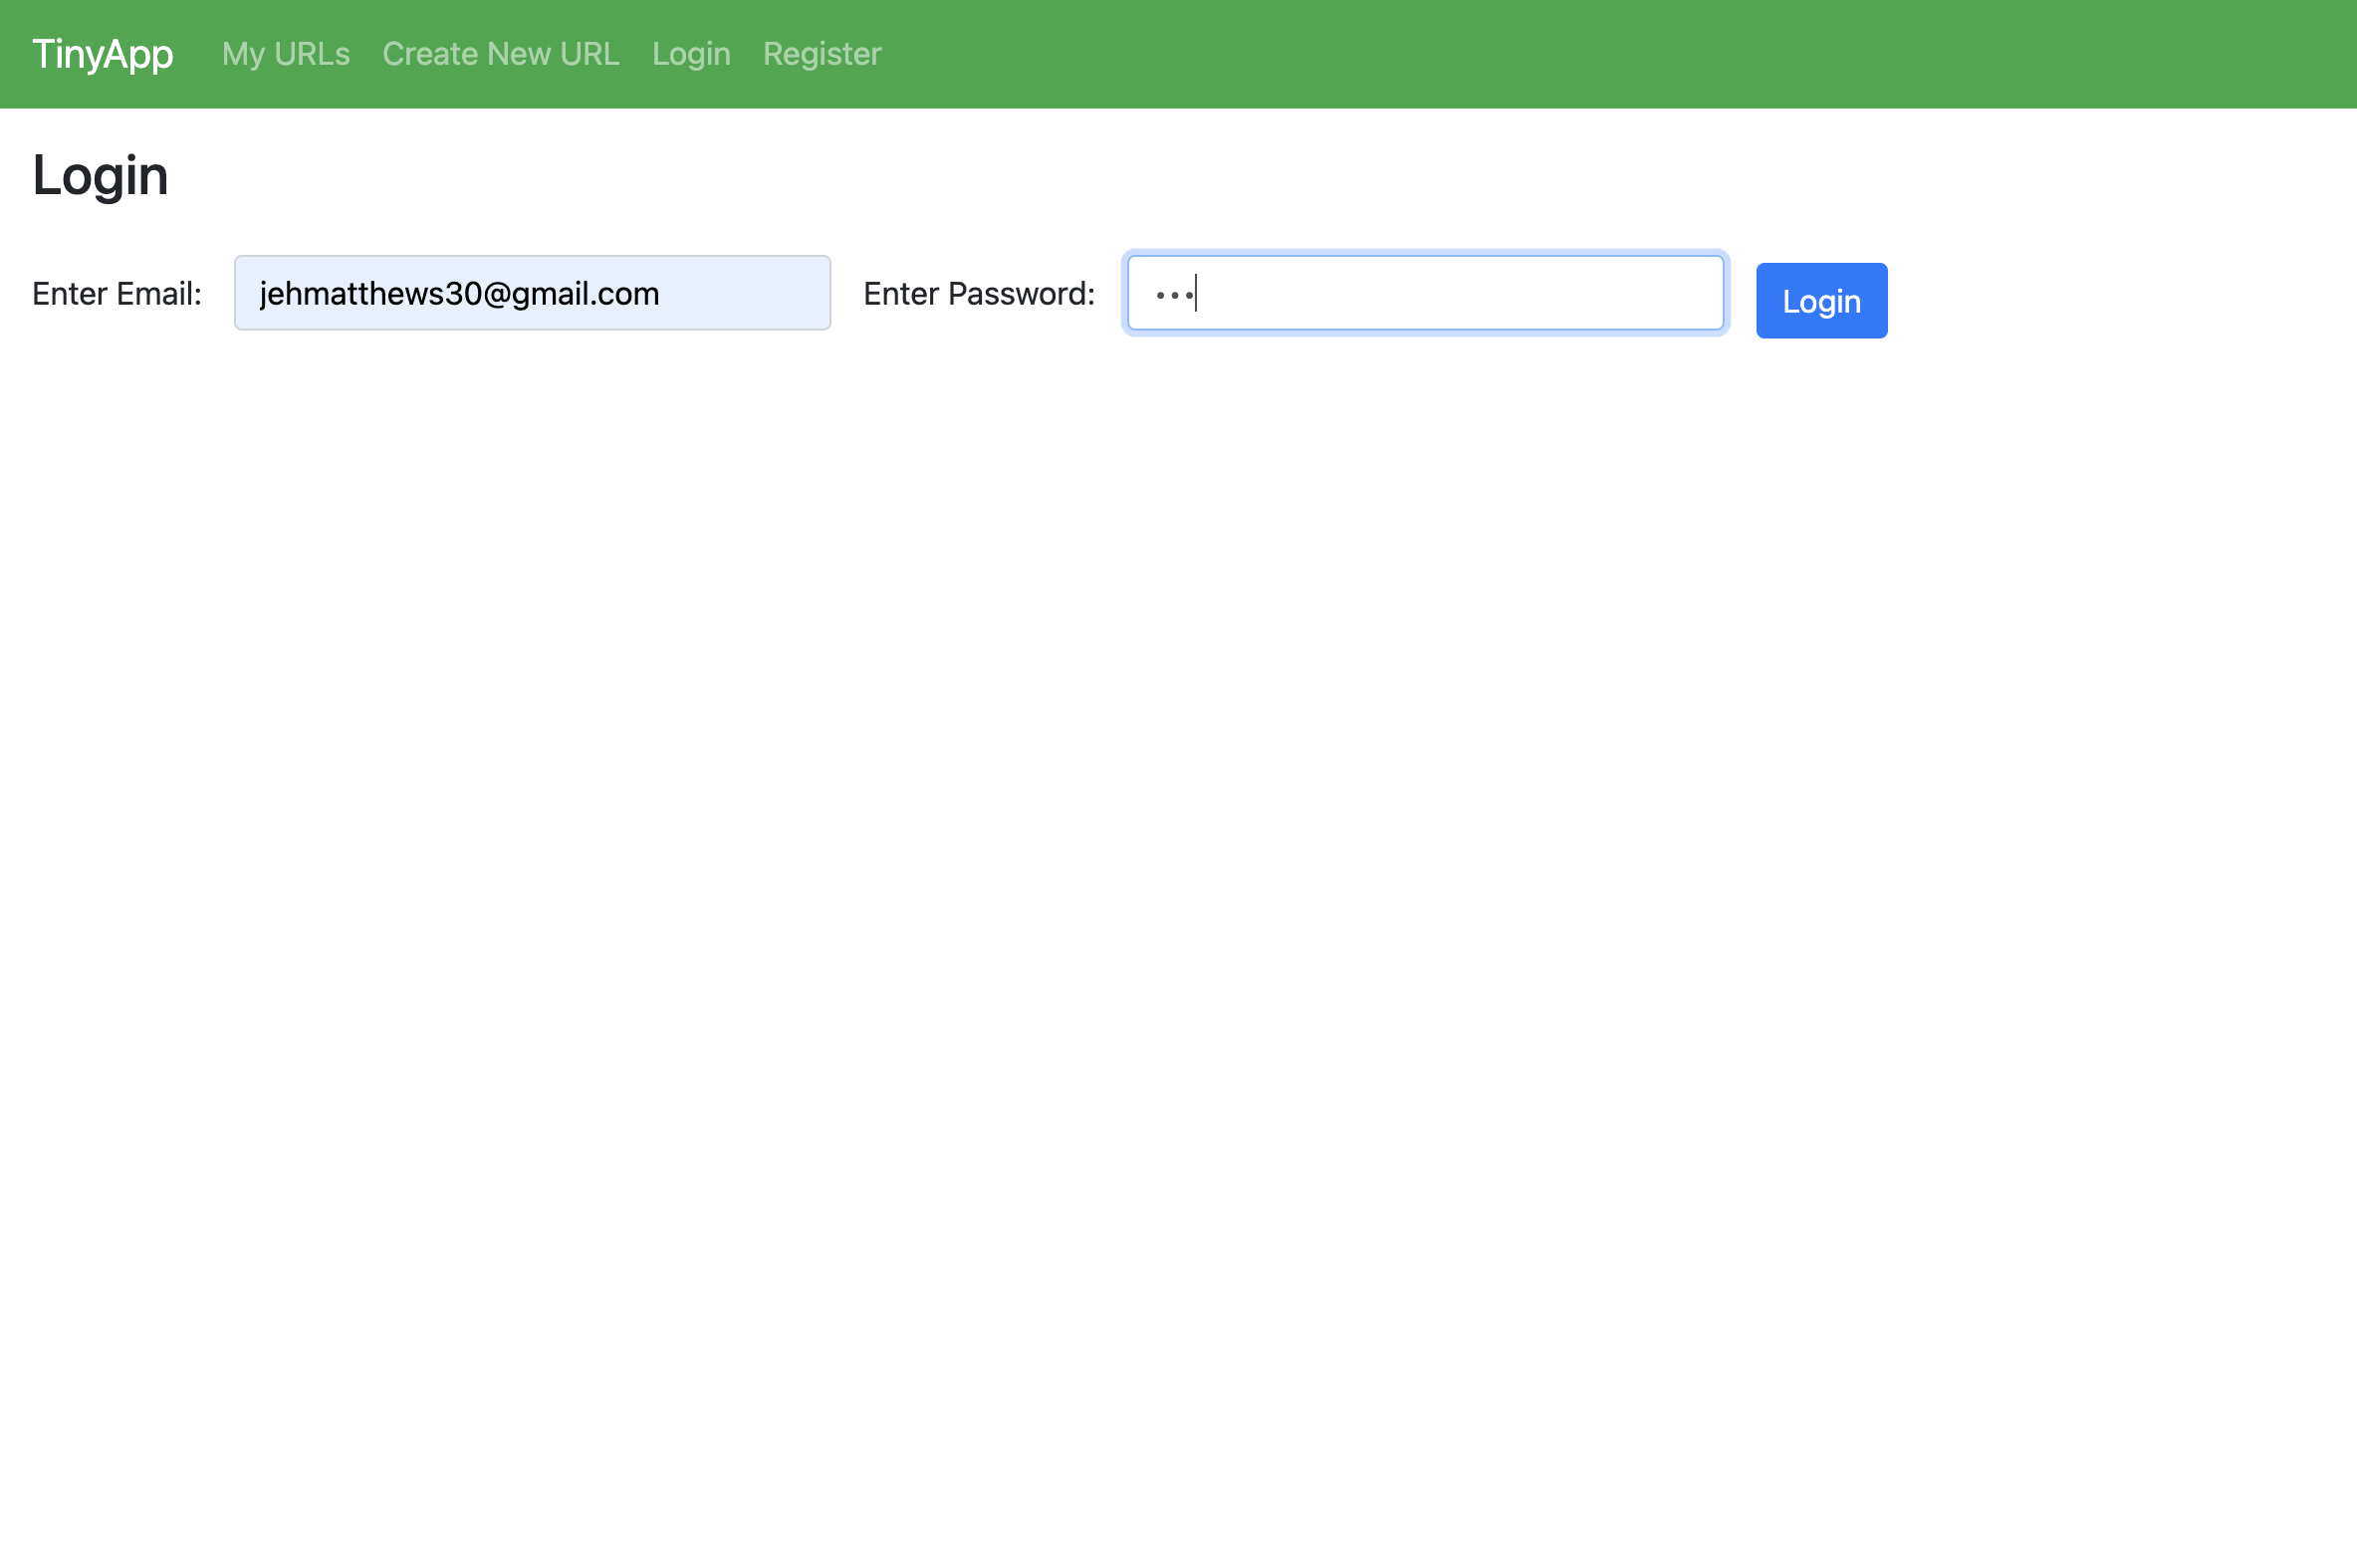 TinyApp My URLs Create New URL Login Register
Login
Enter Email: jehmatthews30@gmail.com Enter Password: ••• Login